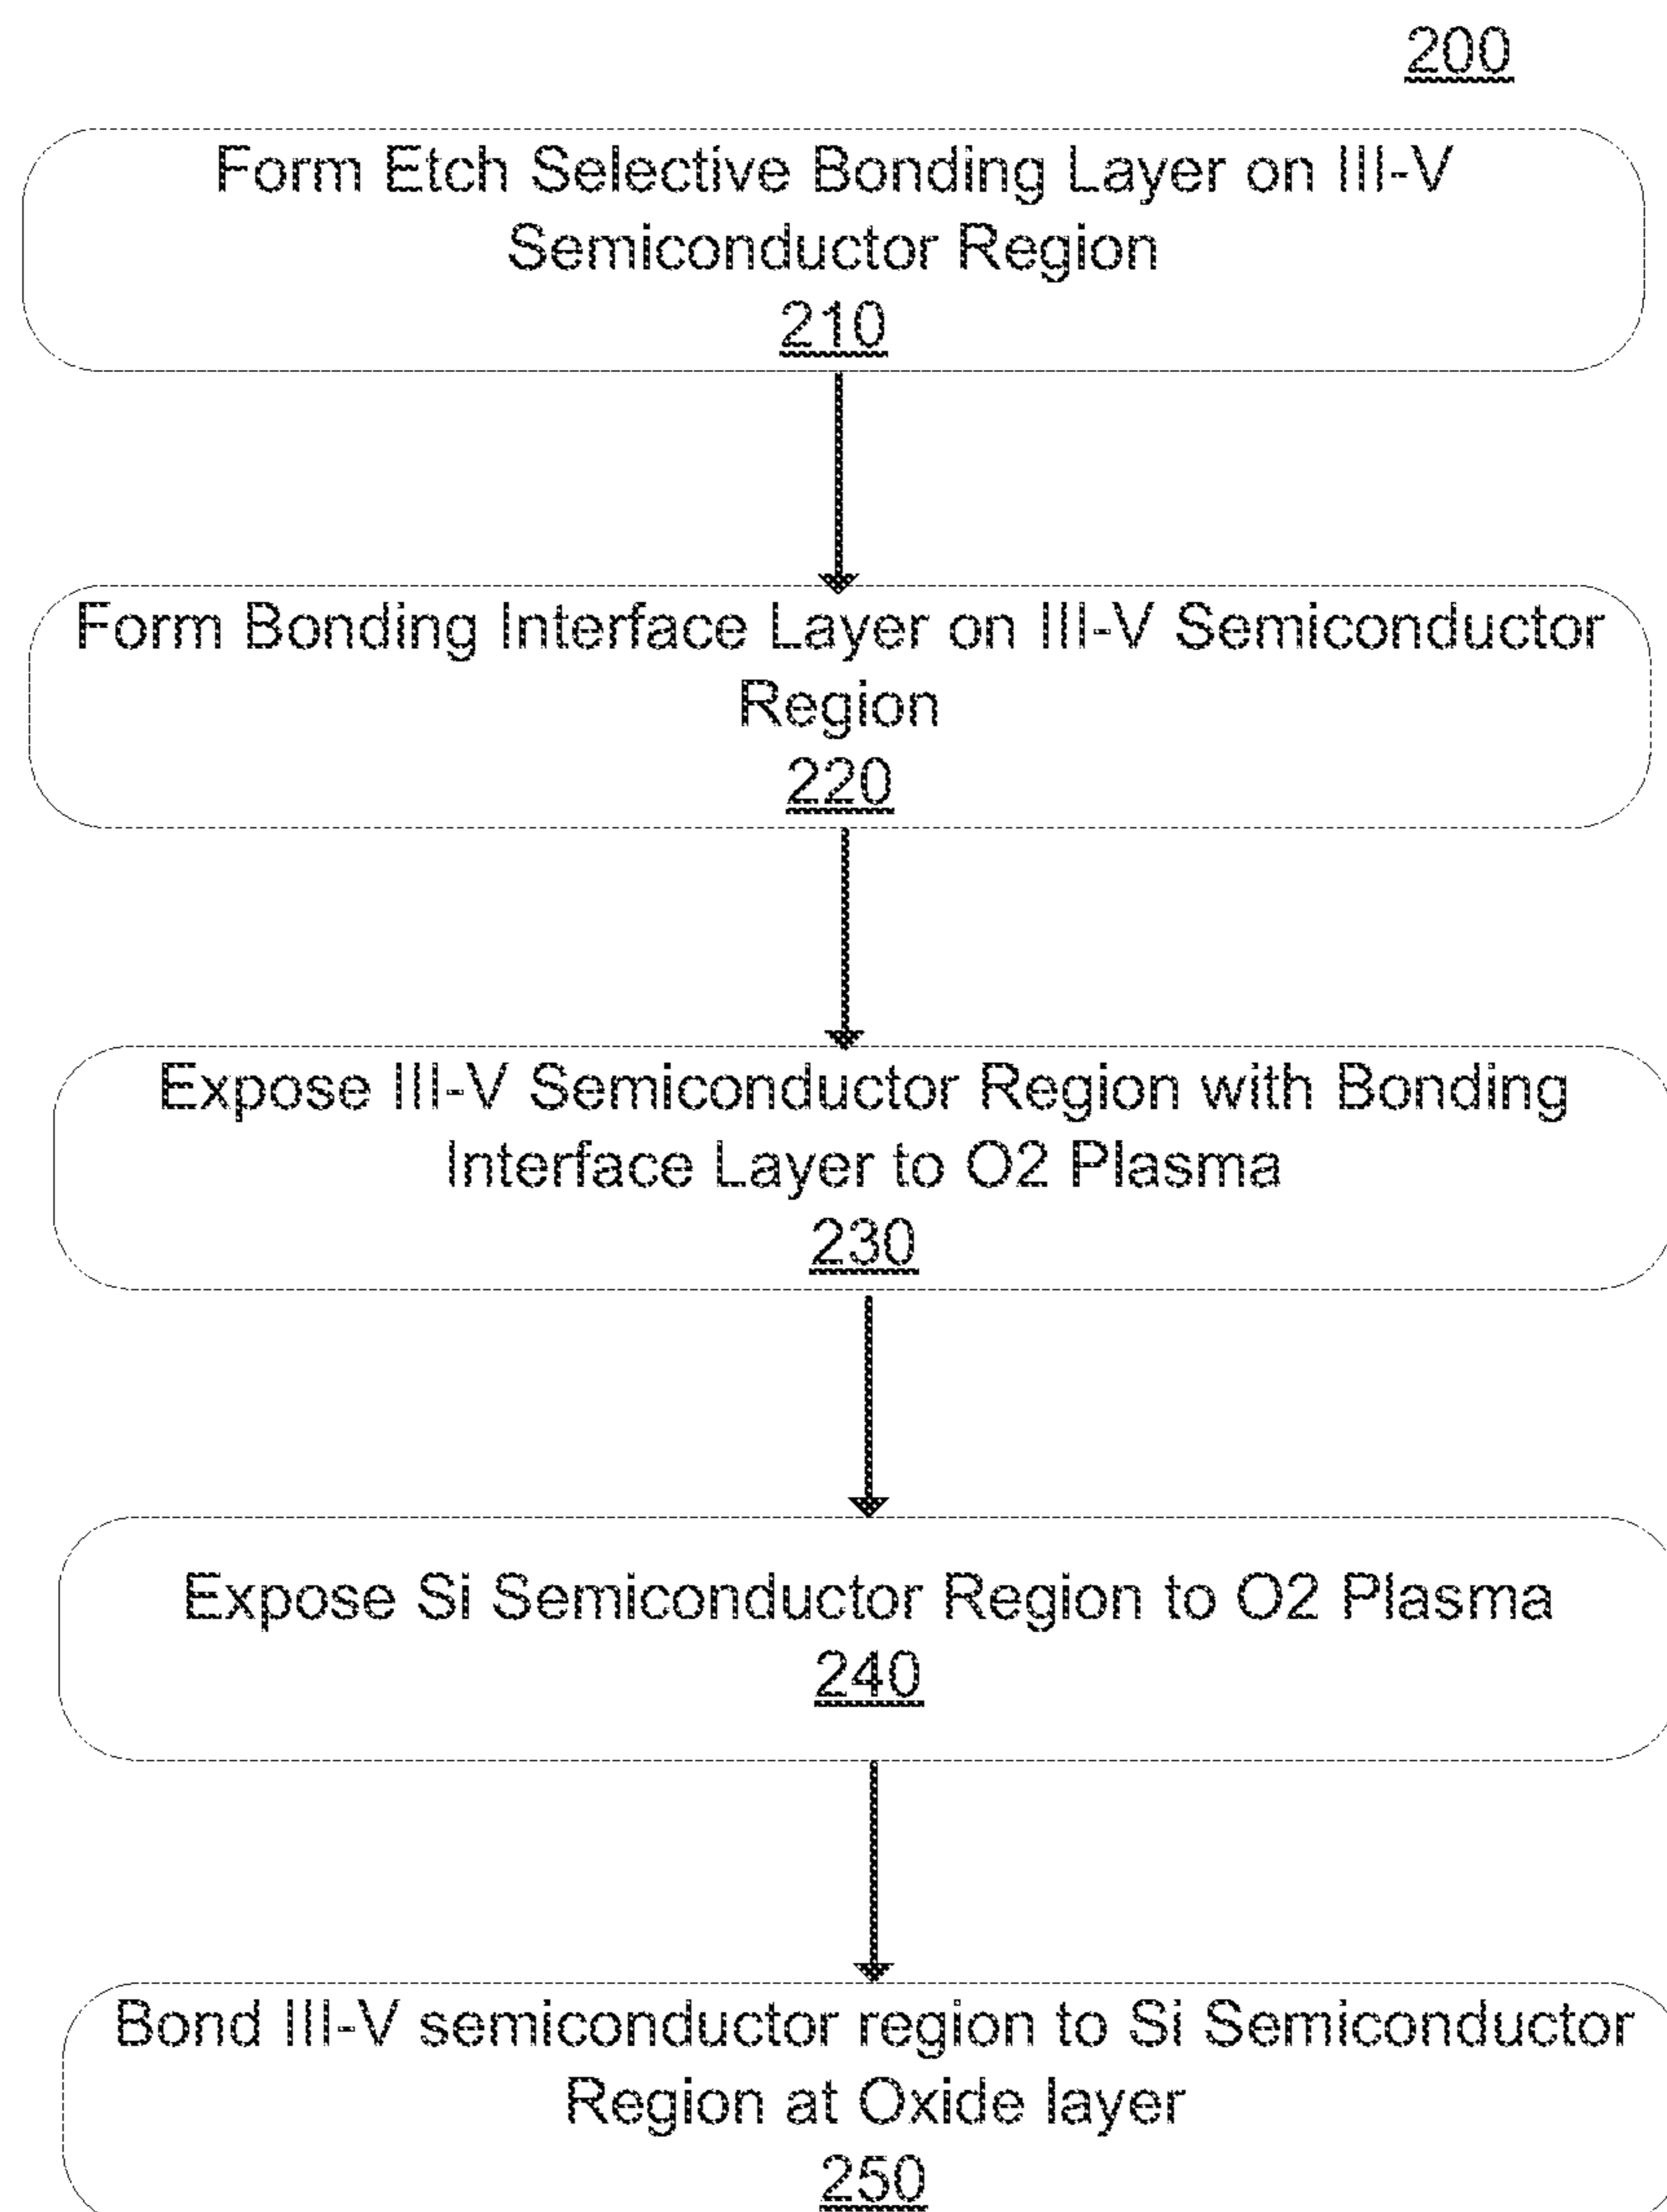 200
Form Etch Selective Bonding Layer on III-V
Semiconductor Region
210
Form Bonding Interface Layer on III-V Semiconductor
Region
220
Expose III-V Semiconductor Region with Bonding
Interface Layer to O2 Plasma
230
Expose Si Semiconductor Region to O2 Plasma
240
Bond III-V semiconductor region to Si Semiconductor
Region at Oxide layer
250